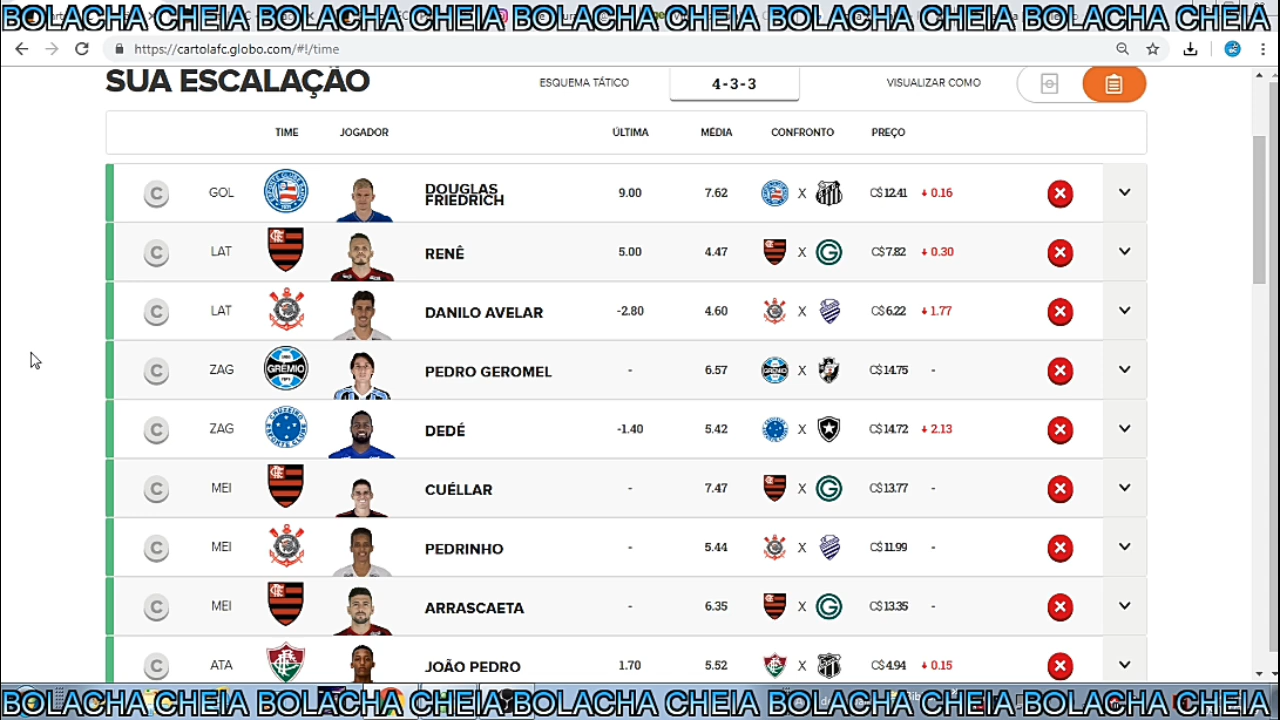 BOLACHA CHEIA BOLACHA CHEIA BOLACHA CHEIA BOLACHA CHEIA
https://cartolafc.globo.com/#!/time
SUA ESCALAÇÃO ESQUEMA TÁTICO 4-3-3 VISUALIZAR COMO
TIME JOGADOR ÚLTIMA MÉDIA CONFRONTO PREÇO
C GOL DOUGLAS FRIEDRICH 9.00 7.62 X C$ 12.41 0.16
C LAT RENÊ 5.00 4.47 X C$ 7.82 0.30
C LAT DANILO AVELAR -2.80 4.60 X C$ 6.22 1.77
C ZAG GRÊMIO PEDRO GEROMEL - 6.57 X C$ 14.75 -
C ZAG DEDÉ -1.40 5.42 X C$ 14.72 2.13
C MEI CUÉLLAR - 7.47 X C$ 13.77 -
C MEI PEDRINHO - 5.44 X C$ 11.99 -
C MEI ARRASCAETA - 6.35 X C$ 13.35 -
C ATA JOÃO PEDRO 1.70 5.52 X C$ 4.94 0.15
BOLACHA CHEIA BOLACHA CHEIA BOLACHA CHEIA BOLACHA CHEIA